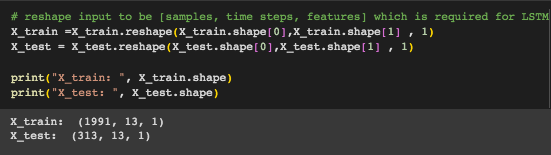 # reshape input to be [samples, time steps, features] which is required for LSTM
X_train =X_train.reshape(X_train.shape[0],X_train.shape[1] , 1)
X_test = X_test.reshape(X_test.shape[0],X_test.shape[1] , 1)
print("X_train: ", X_train.shape)
print("X_test: ", X_test.shape)
X_train:  (1991, 13, 1)
X_test:  (313, 13, 1)